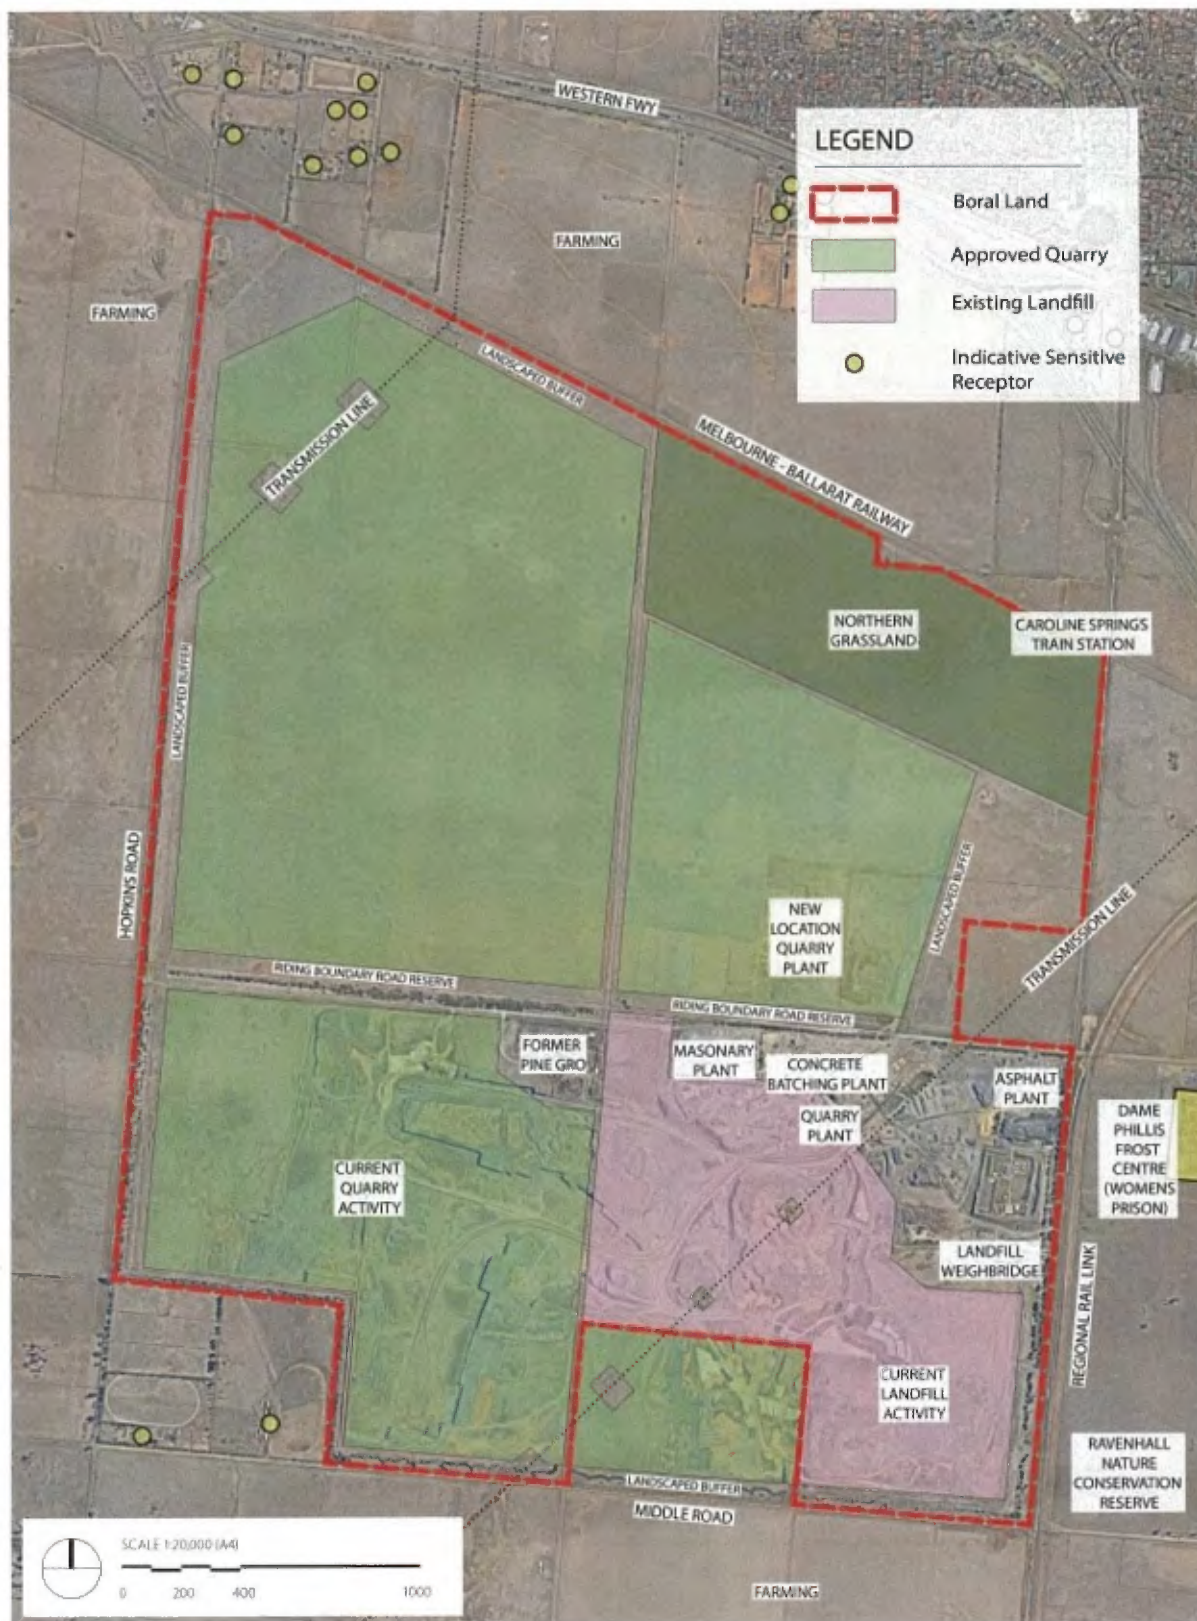 WESTERN FWY
LEGEND
Boral Land
Approved Quarry
Existing Landfill
Indicative Sensitive
Receptor
FARMING
FARMING
LANDSCAPED BUFFER
TRANSMISSION LINE
MELBOURNE - BALLARAT RAILWAY
NORTHERN
GRASSLAND
CAROLINE SPRINGS
TRAIN STATION
LANDSCAPED BUFFER
HOPKINS ROAD
LANDSCAPED BUFFER
NEW
LOCATION
QUARRY
PLANT
TRANSMISSION LINE
RIDING BOUNDARY ROAD RESERVE
RIDING BOUNDARY ROAD RESERVE
FORMER
PINE GRO
MASONARY
PLANT
CONCRETE
BATCHING PLANT
QUARRY
PLANT
ASPHALT
PLANT
DAME
PHILLIS
FROST
CENTRE
(WOMENS
PRISON)
CURRENT
QUARRY
ACTIVITY
LANDFILL
WEIGHBRIDGE
REGIONAL RAIL LINK
CURRENT
LANDFILL
ACTIVITY
RAVENHALL
NATURE
CONSERVATION
RESERVE
LANDSCAPED BUFFER
MIDDLE ROAD
SCALE 1:20,000 (A4)
0 200 400 1000
FARMING